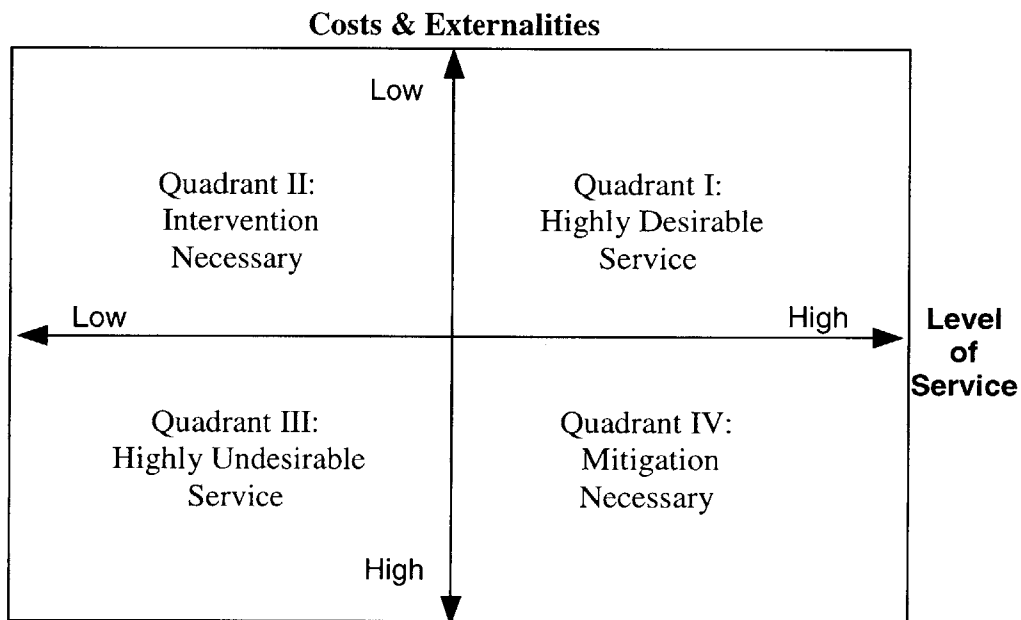 Costs & Externalities
Low
Quadrant II:
Intervention
Necessary
Quadrant I:
Highly Desirable
Service
Low
High
Level
of
Service
Quadrant III:
Highly Undesirable
Service
Quadrant IV:
Mitigation
Necessary
High